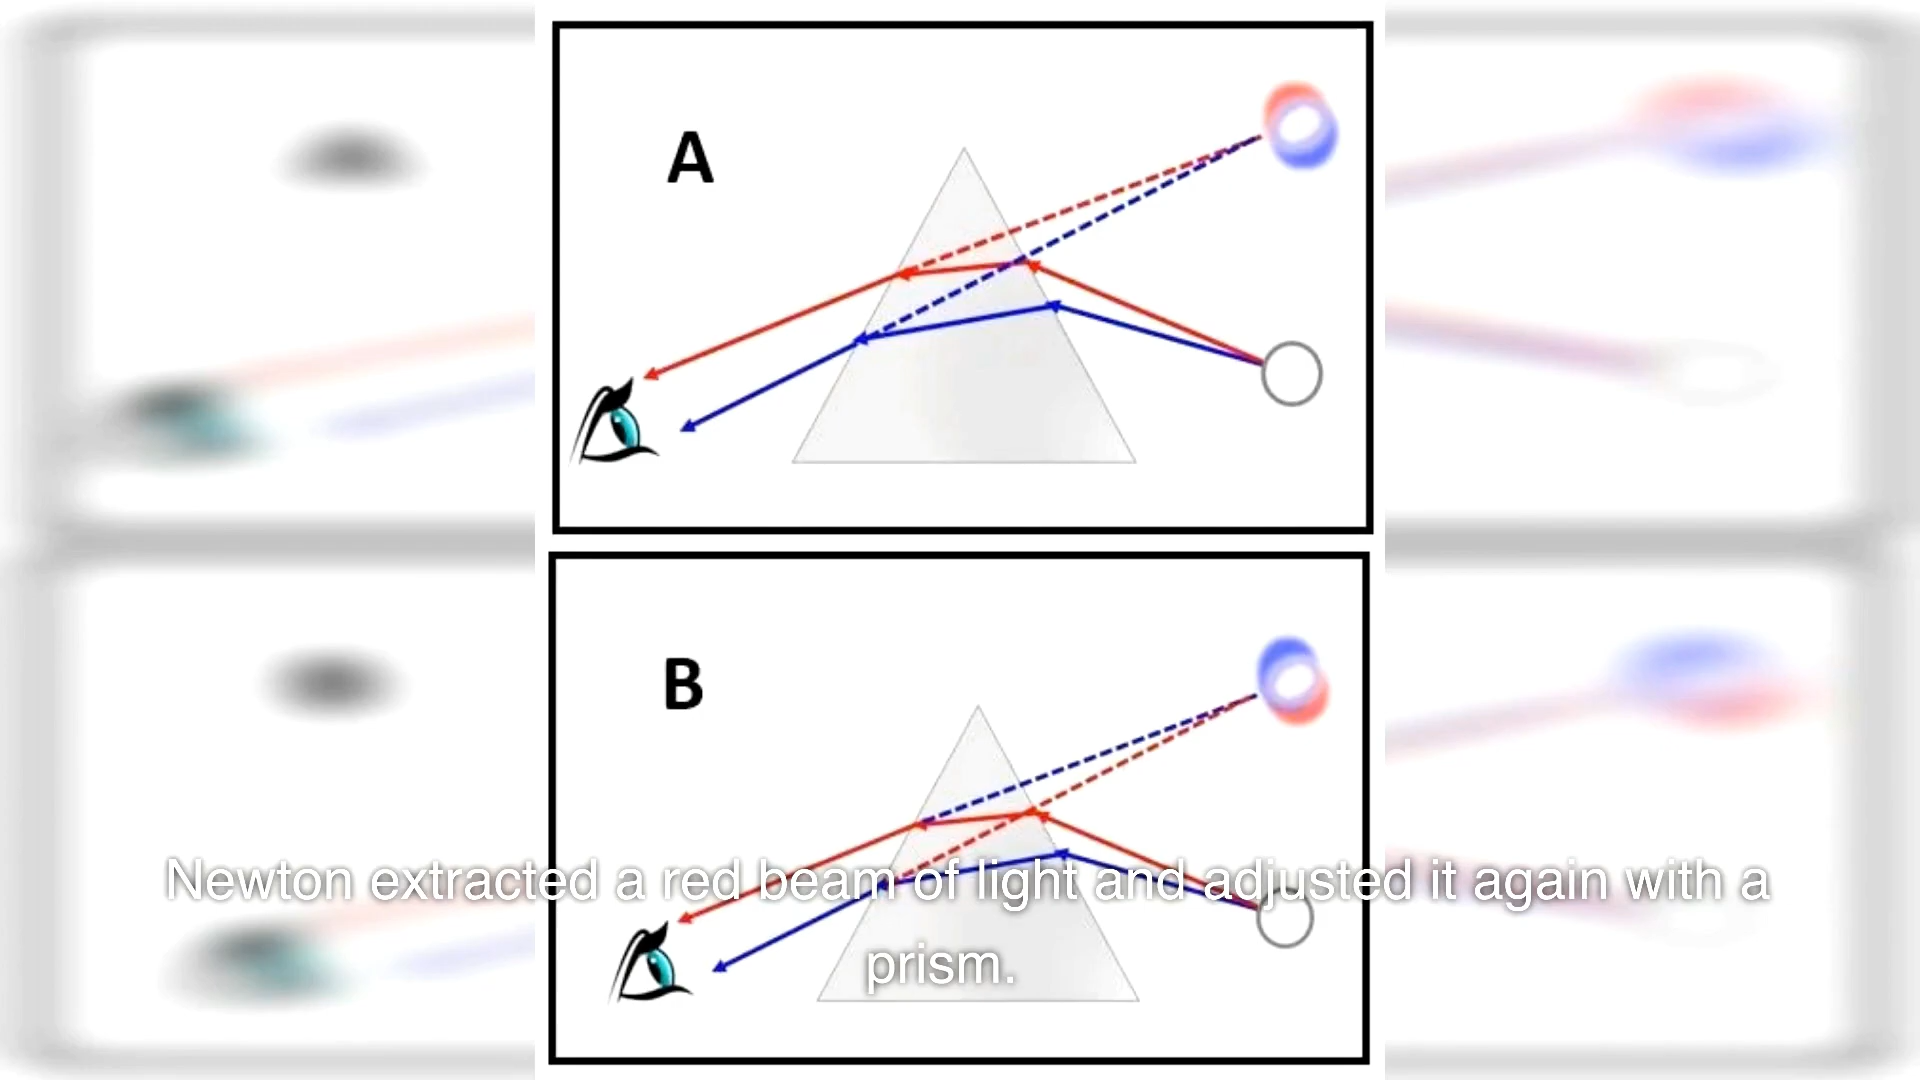 A
B
Newton extracted a red beam of light and adjusted it again with a
prism.